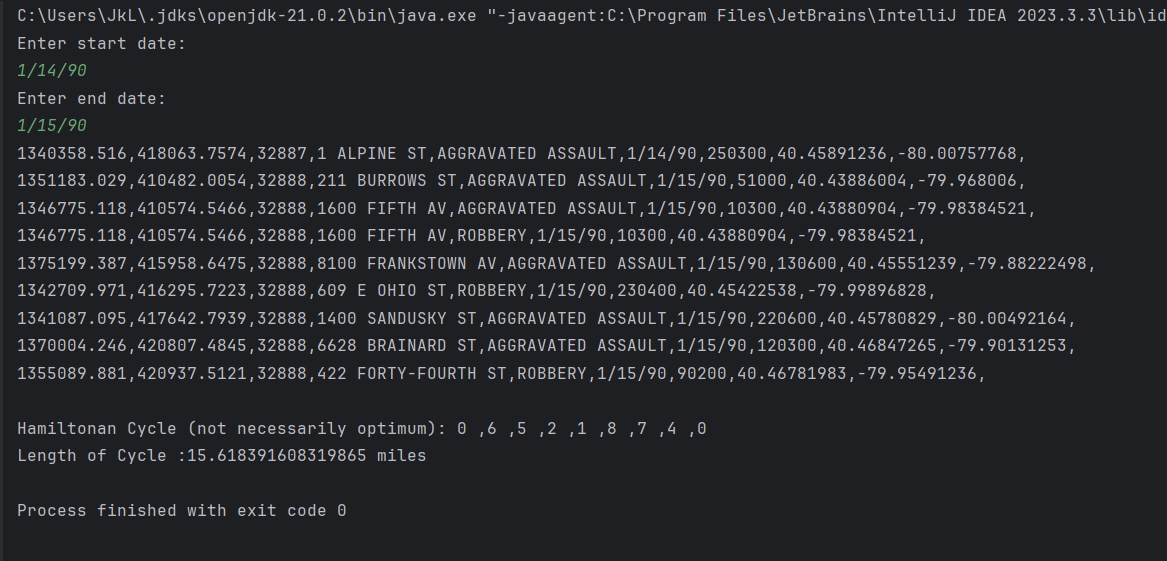 C:\Users\JkL\.jdks\openjdk-21.0.2\bin\java.exe "-javaagent:C:\Program Files\JetBrains\IntelliJ IDEA 2023.3.3\lib\id
Enter start date:
1/14/90
Enter end date:
1/15/90
1340358.516,418063.7574,32887,1 ALPINE ST,AGGRAVATED ASSAULT,1/14/90,250300,40.45891236,-80.00757768,
1351183.029,410482.0054,32888,211 BURROWS ST,AGGRAVATED ASSAULT,1/15/90,51000,40.43886004,-79.968006,
1346775.118,410574.5466,32888,1600 FIFTH AV,AGGRAVATED ASSAULT,1/15/90,10300,40.43880904,-79.98384521,
1346775.118,410574.5466,32888,1600 FIFTH AV,ROBBERY,1/15/90,10300,40.43880904,-79.98384521,
1375199.387,415958.6475,32888,8100 FRANKSTOWN AV,AGGRAVATED ASSAULT,1/15/90,130600,40.45551239,-79.88222498,
1342709.971,416295.7223,32888,609 E OHIO ST,ROBBERY,1/15/90,230400,40.45422538,-79.99896828,
1341087.095,417642.7939,32888,1400 SANDUSKY ST,AGGRAVATED ASSAULT,1/15/90,220600,40.45780829,-80.00492164,
1370004.246,420807.4845,32888,6628 BRAINARD ST,AGGRAVATED ASSAULT,1/15/90,120300,40.46847265,-79.90131253,
1355089.881,420937.5121,32888,422 FORTY-FOURTH ST,ROBBERY,1/15/90,90200,40.46781983,-79.95491236,
Hamiltonan Cycle (not necessarily optimum): 0 ,6 ,5 ,2 ,1 ,8 ,7 ,4 ,0
Length of Cycle :15.618391608319865 miles
Process finished with exit code 0